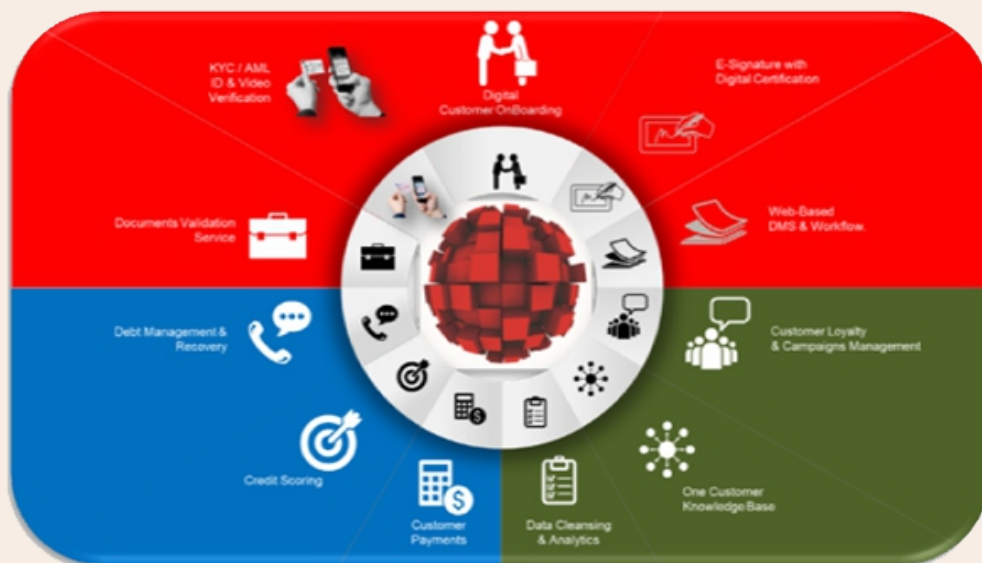 KYC / AML
ID & Video
Verification
Digital
Customer OnBoarding
E-Signature with
Digital Certification
Documents Validation
Service
Web-Based
DMS & Workflow.
Debt Management &
Recovery
Customer Loyalty
& Campaigns Management
Credit Scoring
One Customer
Knowledge Base
Customer
Payments
Data Cleansing
& Analytics